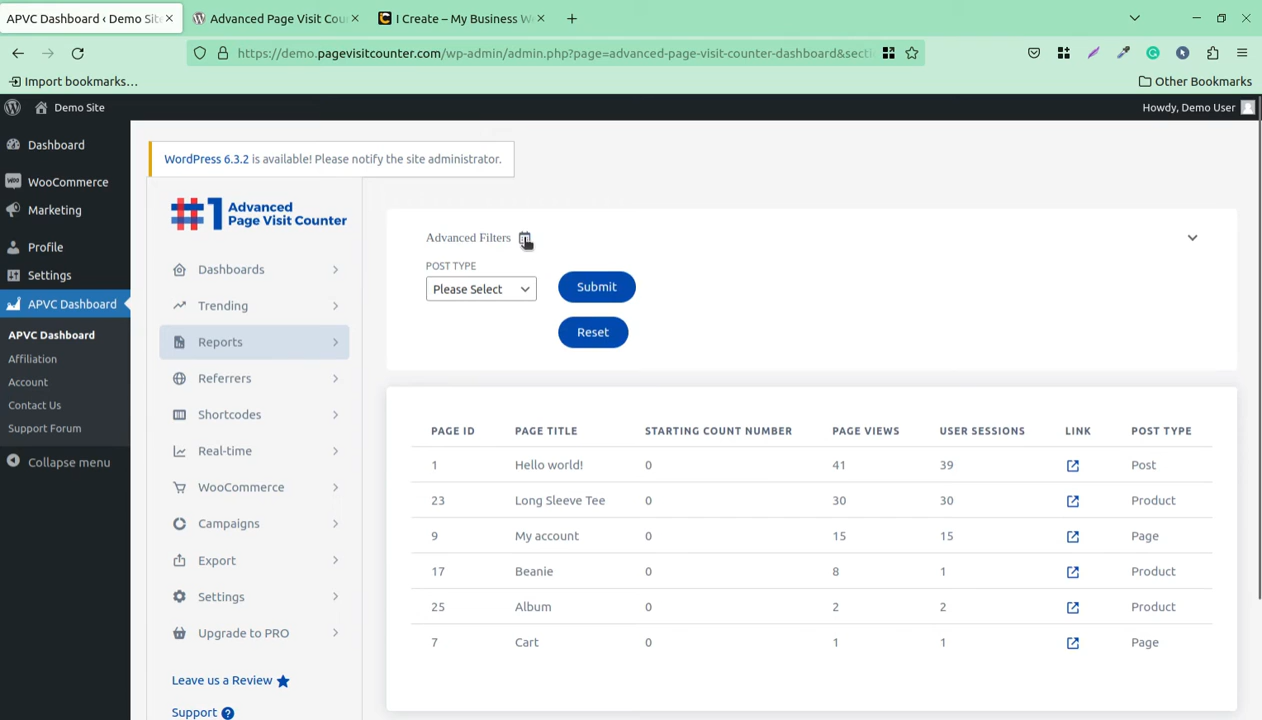 APVC Dashboard ‹ Demo Site
Advanced Page Visit Cou
I Create – My Business W
https://demo.pagevisitcounter.com/wp-admin/admin.php?page=advanced-page-visit-counter-dashboard&secti
Import bookmarks…
Other Bookmarks
Demo Site
Howdy, Demo User
Dashboard
WooCommerce
Marketing
Profile
Settings
APVC Dashboard
APVC Dashboard
Affiliation
Account
Contact Us
Support Forum
Collapse menu
WordPress 6.3.2 is available! Please notify the site administrator.
#1 Advanced
Page Visit Counter
Dashboards
Trending
Reports
Referrers
Shortcodes
Real-time
WooCommerce
Campaigns
Export
Settings
Upgrade to PRO
Leave us a Review
Support ?
Advanced Filters
POST TYPE
Please Select
Submit
Reset
PAGE ID PAGE TITLE STARTING COUNT NUMBER PAGE VIEWS USER SESSIONS LINK POST TYPE
1 Hello world! 0 41 39 Post
23 Long Sleeve Tee 0 30 30 Product
9 My account 0 15 15 Page
17 Beanie 0 8 1 Product
25 Album 0 2 2 Product
7 Cart 0 1 1 Page